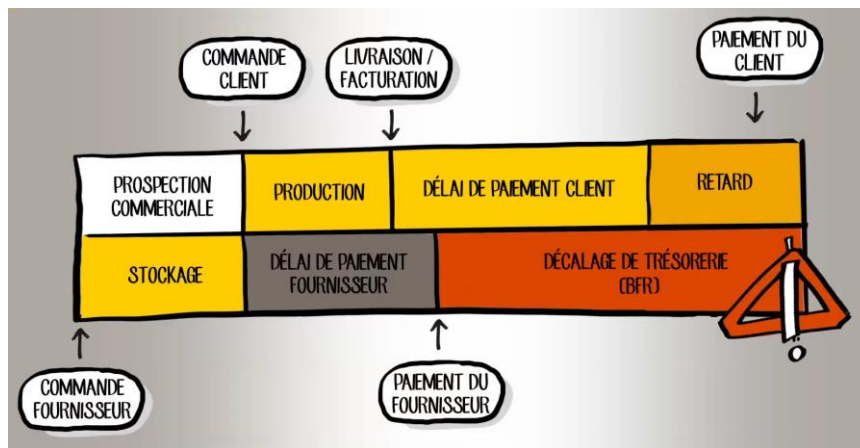 COMMANDE
CLIENT
LIVRAISON /
FACTURATION
PAIEMENT DU
CLIENT
PROSPECTION
COMMERCIALE
PRODUCTION
DÉLAI DE PAIEMENT CLIENT
RETARD
STOCKAGE
DÉLAI DE PAIEMENT
FOURNISSEUR
DÉCALAGE DE TRÉSORERIE
(BFR)
COMMANDE
FOURNISSEUR
PAIEMENT DU
FOURNISSEUR